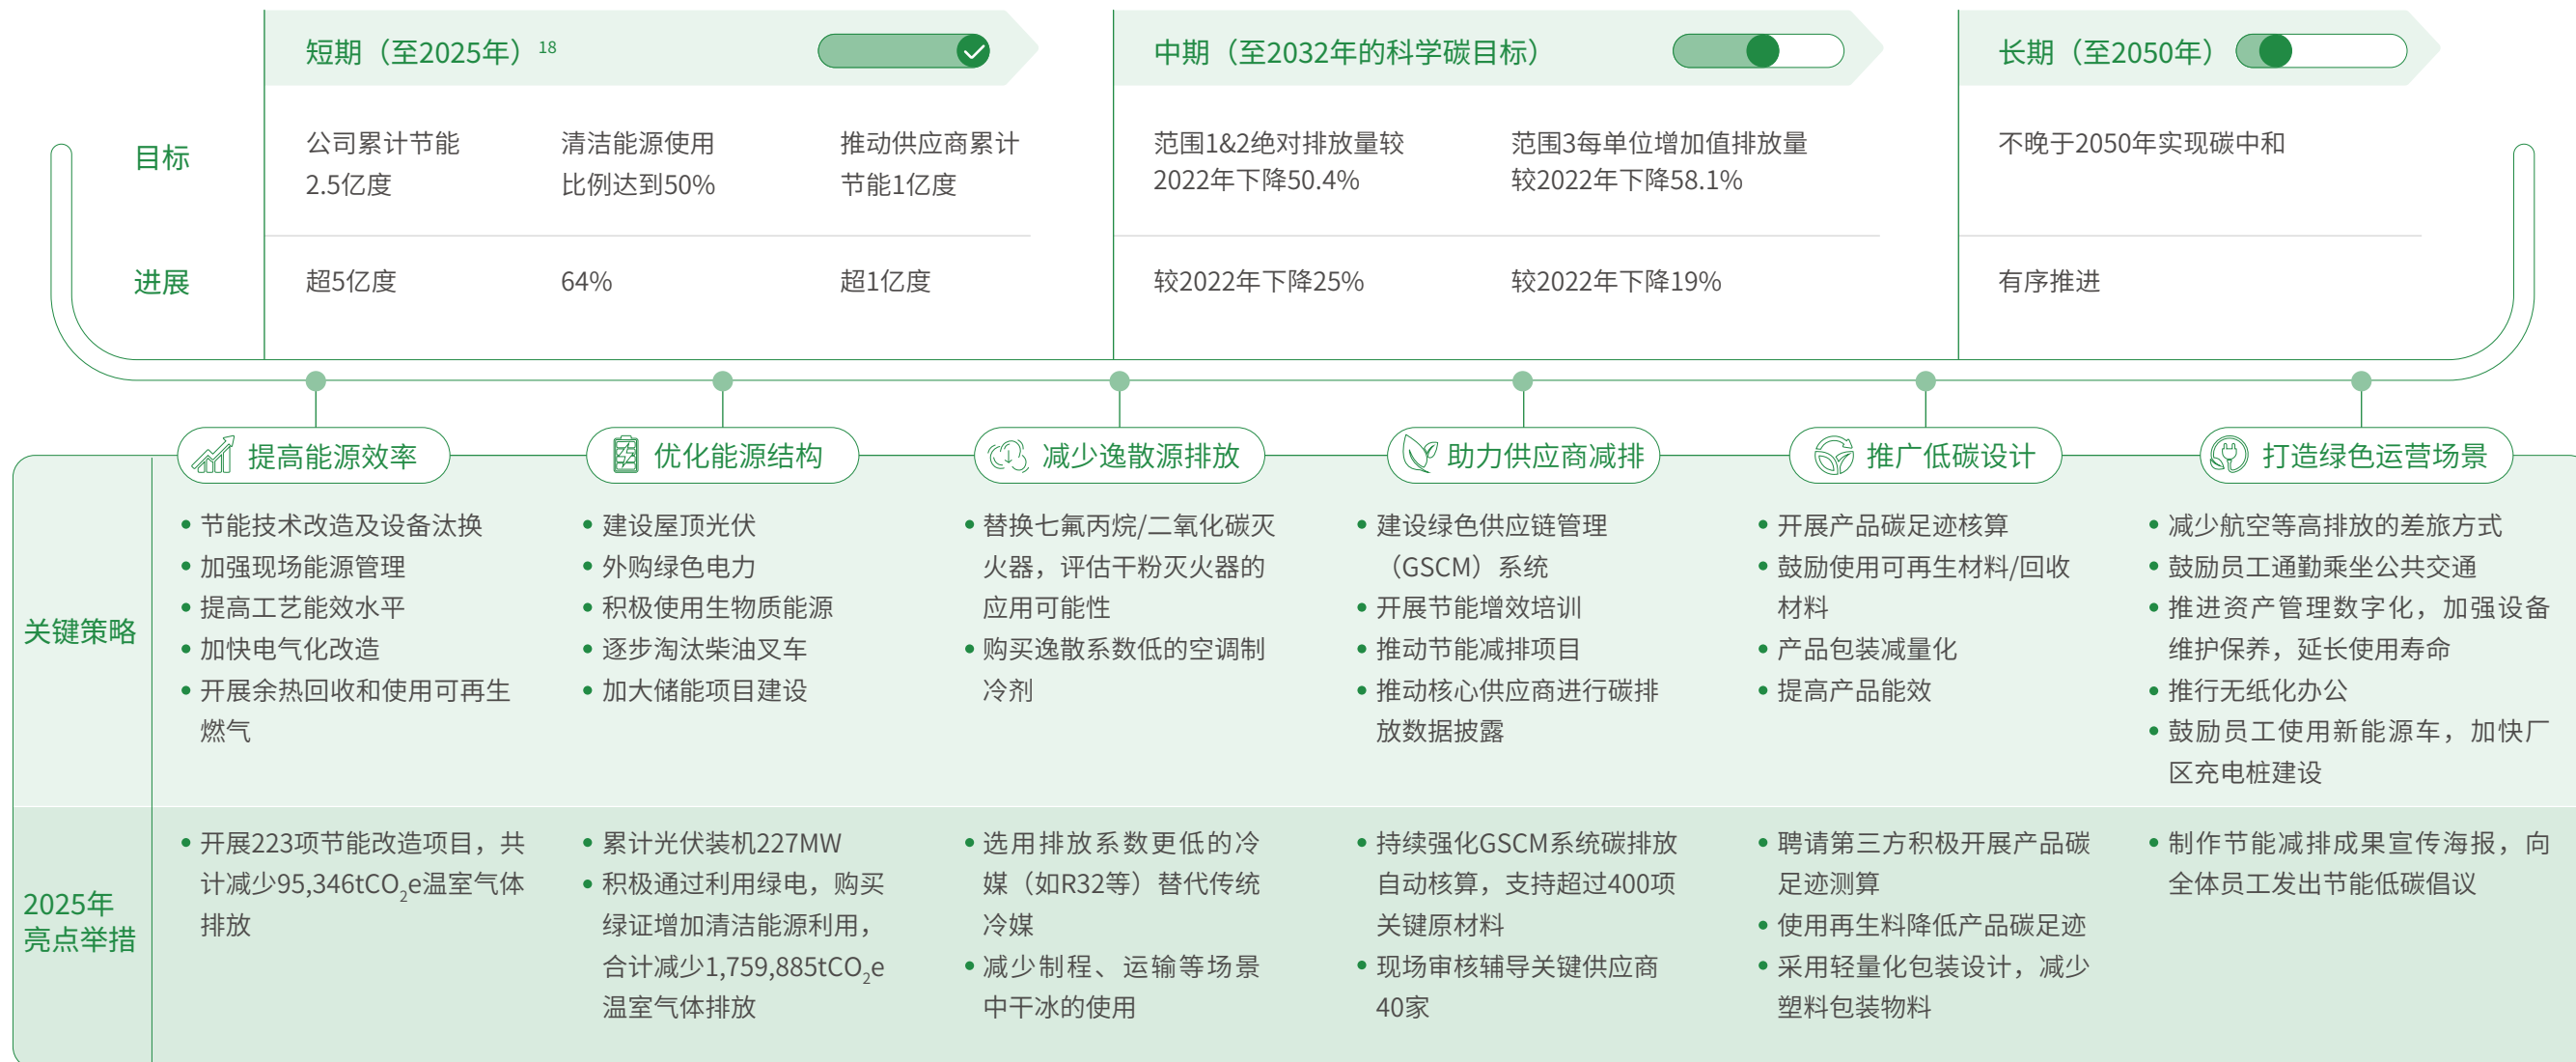 短期（至2025年）18
中期（至2032年的科学碳目标）
长期（至2050年）
目标
公司累计节能
2.5亿度
清洁能源使用
比例达到50%
推动供应商累计
节能1亿度
范围1&2绝对排放量较
2022年下降50.4%
范围3每单位增加值排放量
较2022年下降58.1%
不晚于2050年实现碳中和
进展
超5亿度
64%
超1亿度
较2022年下降25%
较2022年下降19%
有序推进
提高能源效率
优化能源结构
减少逸散源排放
助力供应商减排
推广低碳设计
打造绿色运营场景
关键策略
• 节能技术改造及设备汰换
• 加强现场能源管理
• 提高工艺能效水平
• 加快电气化改造
• 开展余热回收和使用可再生
燃气
• 建设屋顶光伏
• 外购绿色电力
• 积极使用生物质能源
• 逐步淘汰柴油叉车
• 加大储能项目建设
• 替换七氟丙烷/二氧化碳灭
火器，评估干粉灭火器的
应用可能性
• 购买逸散系数低的空调制
冷剂
• 建设绿色供应链管理
（GSCM）系统
• 开展节能增效培训
• 推动节能减排项目
• 推动核心供应商进行碳排
放数据披露
• 开展产品碳足迹核算
• 鼓励使用可再生材料/回收
材料
• 产品包装减量化
• 提高产品能效
• 减少航空等高排放的差旅方式
• 鼓励员工通勤乘坐公共交通
• 推进资产管理数字化，加强设备
维护保养，延长使用寿命
• 推行无纸化办公
• 鼓励员工使用新能源车，加快厂
区充电桩建设
2025年
亮点举措
• 开展223项节能改造项目，共
计减少95,346tCO₂e温室气体
排放
• 累计光伏装机227MW
• 积极通过利用绿电，购买
绿证增加清洁能源利用，
合计减少1,759,885tCO₂e
温室气体排放
• 选用排放系数更低的冷
媒（如R32等）替代传统
冷媒
• 减少制程、运输等场景
中干冰的使用
• 持续强化GSCM系统碳排放
自动核算，支持超过400项
关键原材料
• 现场审核辅导关键供应商
40家
• 聘请第三方积极开展产品碳
足迹测算
• 使用再生料降低产品碳足迹
• 采用轻量化包装设计，减少
塑料包装物料
• 制作节能减排成果宣传海报，向
全体员工发出节能低碳倡议